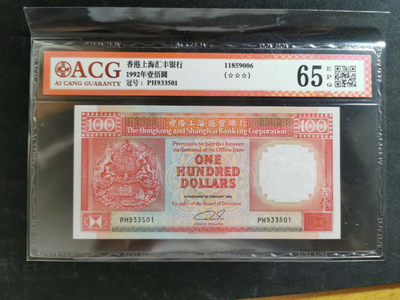 ACG
AI CANG GUARANTY
香港上海汇丰银行
1992年壹佰圆
冠号： PH933501
11859006
(☆☆☆)
65 EPQ
100
香港上海滙豐銀行
100
The Hongkong and Shanghai Banking Corporation
Promises to pay the bearer
on demand at its Office here
ONE
HUNDRED
DOLLARS
By order of the Board of Directors
PH933501
PH933501